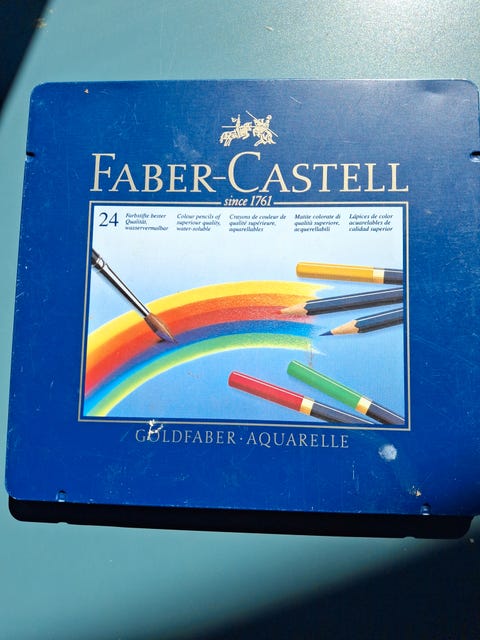 FABER-CASTELL
since 1761
24
Farbstifte bester
Qualität,
wasservermalbar
Colour pencils of
superiour quality,
water-soluble
Crayons de couleur de
qualité supérieure,
aquarellables
Matite colorate di
qualità superiore,
acquerellabili
Lápices de color
acuarelables de
calidad superior
GOLDFABER · AQUARELLE